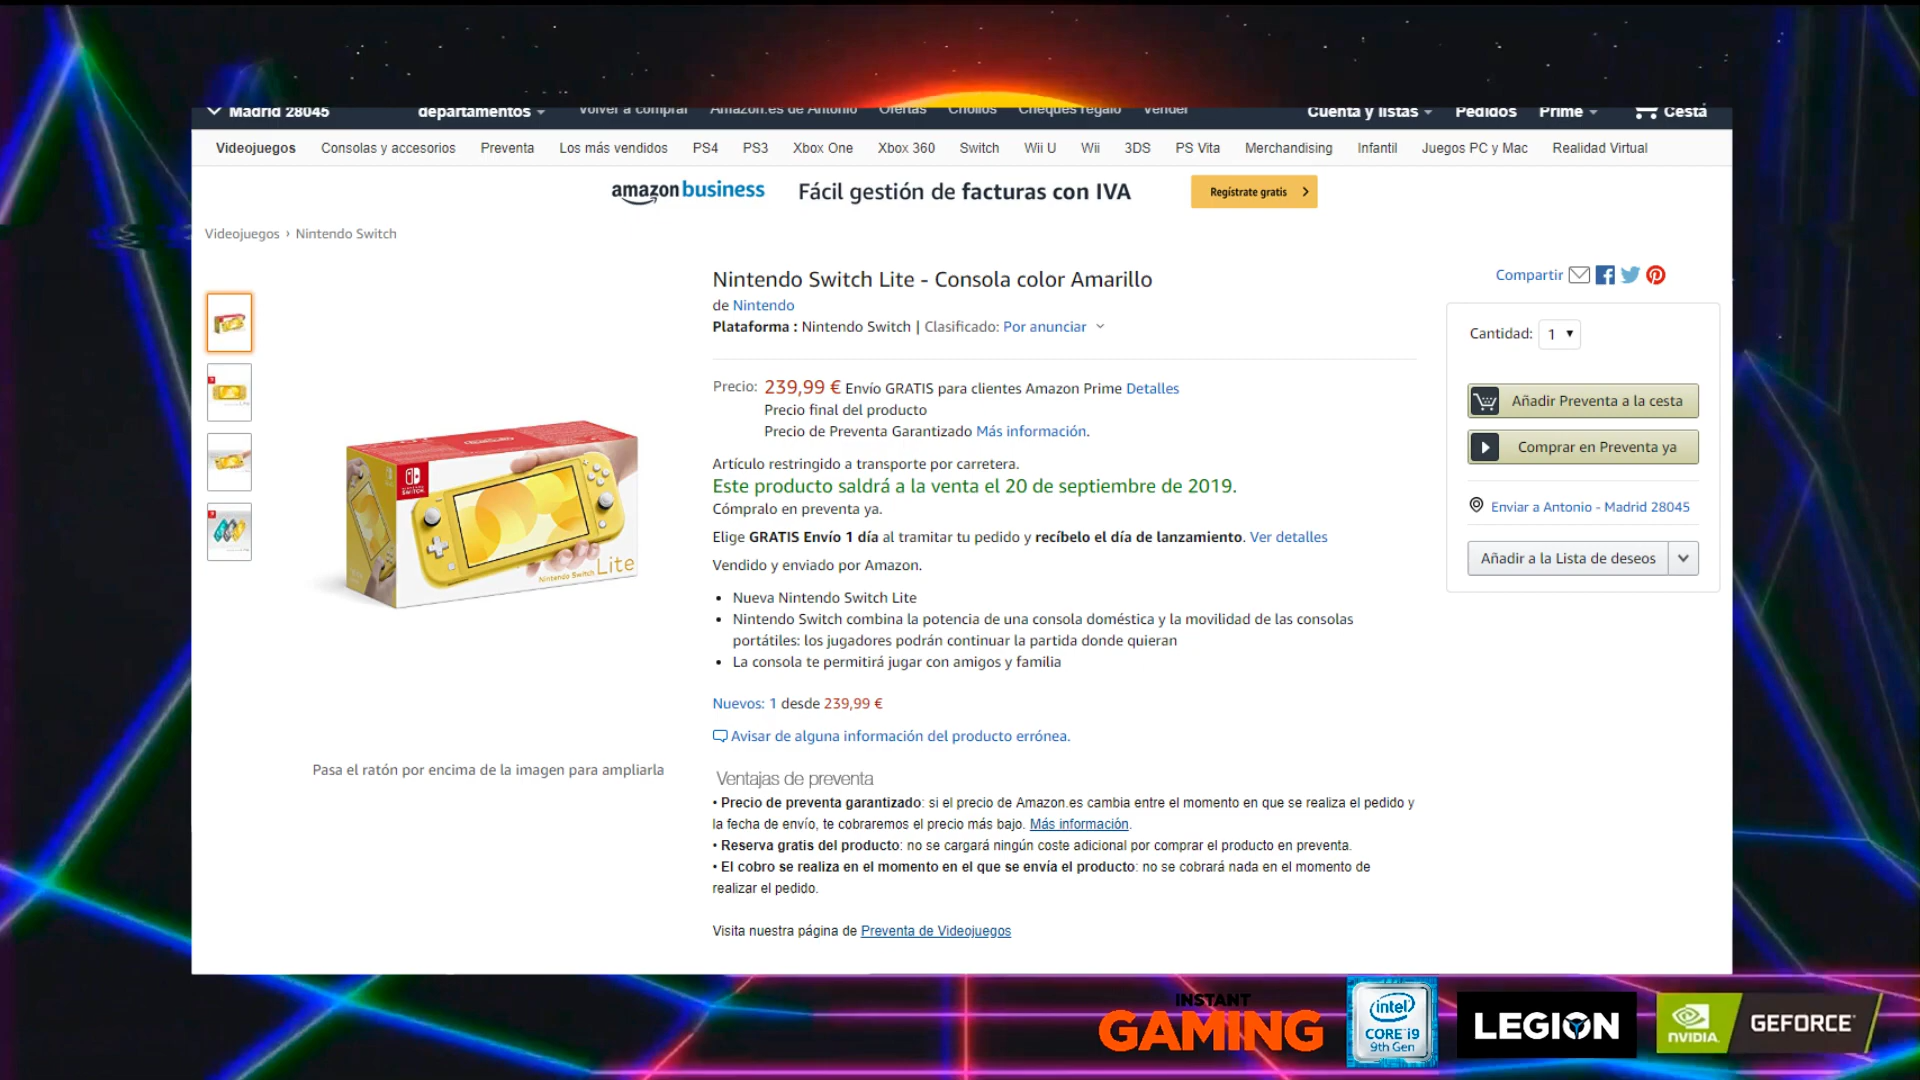 Madrid 28045 departamentos Volver a comprar Amazon.es de Antonio Ofertas Chollos Cheques regalo Vender Cuenta y listas Pedidos Prime Cesta
Videojuegos Consolas y accesorios Preventa Los más vendidos PS4 PS3 Xbox One Xbox 360 Switch Wii U Wii 3DS PS Vita Merchandising Infantil Juegos PC y Mac Realidad Virtual
amazon business Fácil gestión de facturas con IVA Regístrate gratis
Videojuegos › Nintendo Switch
Nintendo Switch Lite - Consola color Amarillo
de Nintendo
Plataforma : Nintendo Switch | Clasificado: Por anunciar
Precio: 239,99 € Envío GRATIS para clientes Amazon Prime Detalles
Precio final del producto
Precio de Preventa Garantizado Más información.
Artículo restringido a transporte por carretera.
Este producto saldrá a la venta el 20 de septiembre de 2019.
Cómpralo en preventa ya.
Elige GRATIS Envío 1 día al tramitar tu pedido y recíbelo el día de lanzamiento. Ver detalles
Vendido y enviado por Amazon.
• Nueva Nintendo Switch Lite
• Nintendo Switch combina la potencia de una consola doméstica y la movilidad de las consolas
portátiles: los jugadores podrán continuar la partida donde quieran
• La consola te permitirá jugar con amigos y familia
Nuevos: 1 desde 239,99 €
Avisar de alguna información del producto errónea.
Ventajas de preventa
• Precio de preventa garantizado: si el precio de Amazon.es cambia entre el momento en que se realiza el pedido y
la fecha de envío, te cobraremos el precio más bajo. Más información.
• Reserva gratis del producto: no se cargará ningún coste adicional por comprar el producto en preventa.
• El cobro se realiza en el momento en el que se envía el producto: no se cobrará nada en el momento de
realizar el pedido.
Visita nuestra página de Preventa de Videojuegos
SWITCH
Nintendo Switch Lite
Pasa el ratón por encima de la imagen para ampliarla
Compartir
Cantidad: 1
Añadir Preventa a la cesta
Comprar en Preventa ya
Enviar a Antonio - Madrid 28045
Añadir a la Lista de deseos
INSTANT
GAMING
intel
CORE i9
9th Gen
LEGION
NVIDIA.
GEFORCE